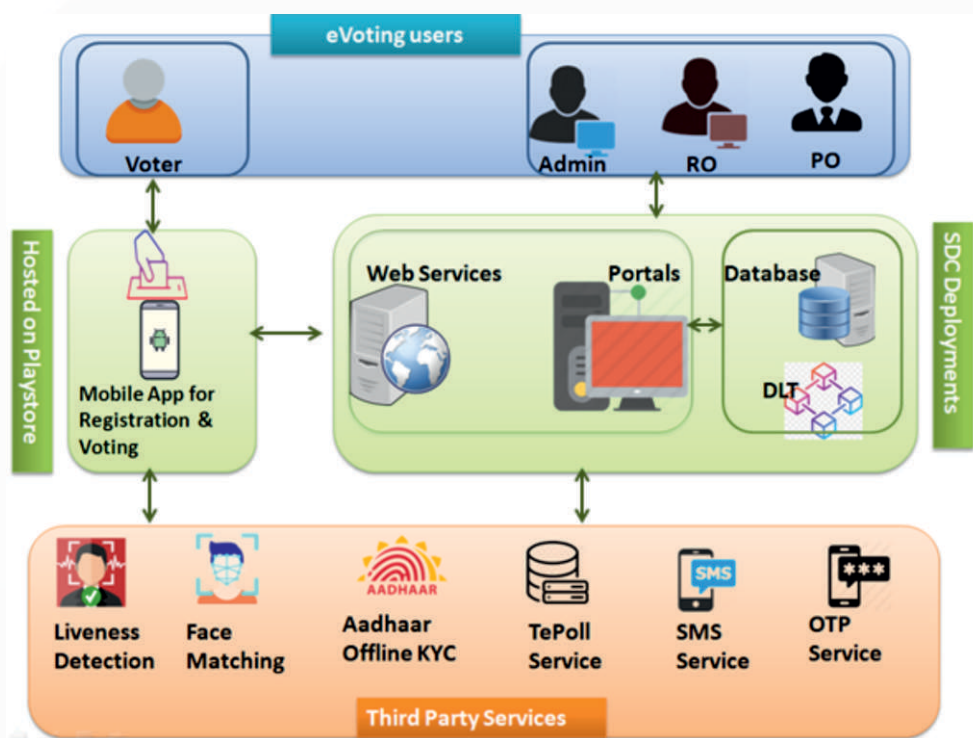 eVoting users
Voter
Admin
RO
PO
Hosted on Playstore
Mobile App for
Registration &
Voting
Web Services
Portals
Database
DLT
SDC Deployments
AADHAAR
SMS
***
Liveness
Detection
Face
Matching
Aadhaar
Offline KYC
TePoll
Service
SMS
Service
OTP
Service
Third Party Services